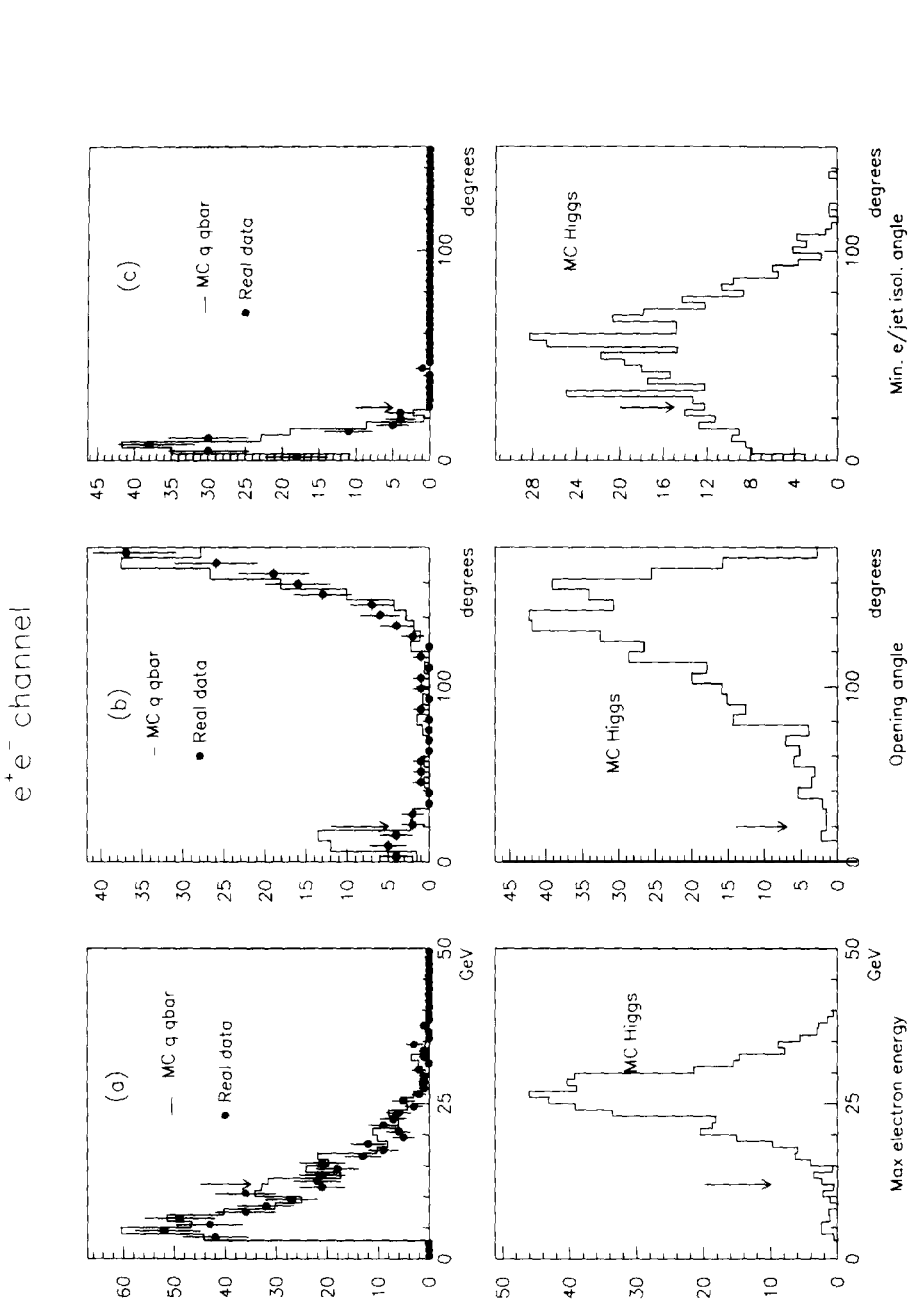 e⁺e⁻ channel
(a)
— MC q qbar
● Real data
60
50
40
30
20
10
0
0
25
50
GeV
(b)
– MC q qbar
● Real data
40
35
30
25
20
15
10
5
0
0
100
degrees
(c)
– MC q qbar
● Real data
45
40
35
30
25
20
15
10
5
0
0
100
degrees
MC Higgs
50
40
30
20
10
0
0
25
50
GeV
Max electron energy
MC Higgs
45
40
35
30
25
20
15
10
5
0
0
100
degrees
Opening angle
MC Higgs
28
24
20
16
12
8
4
0
0
100
degrees
Min. e/jet isol. angle